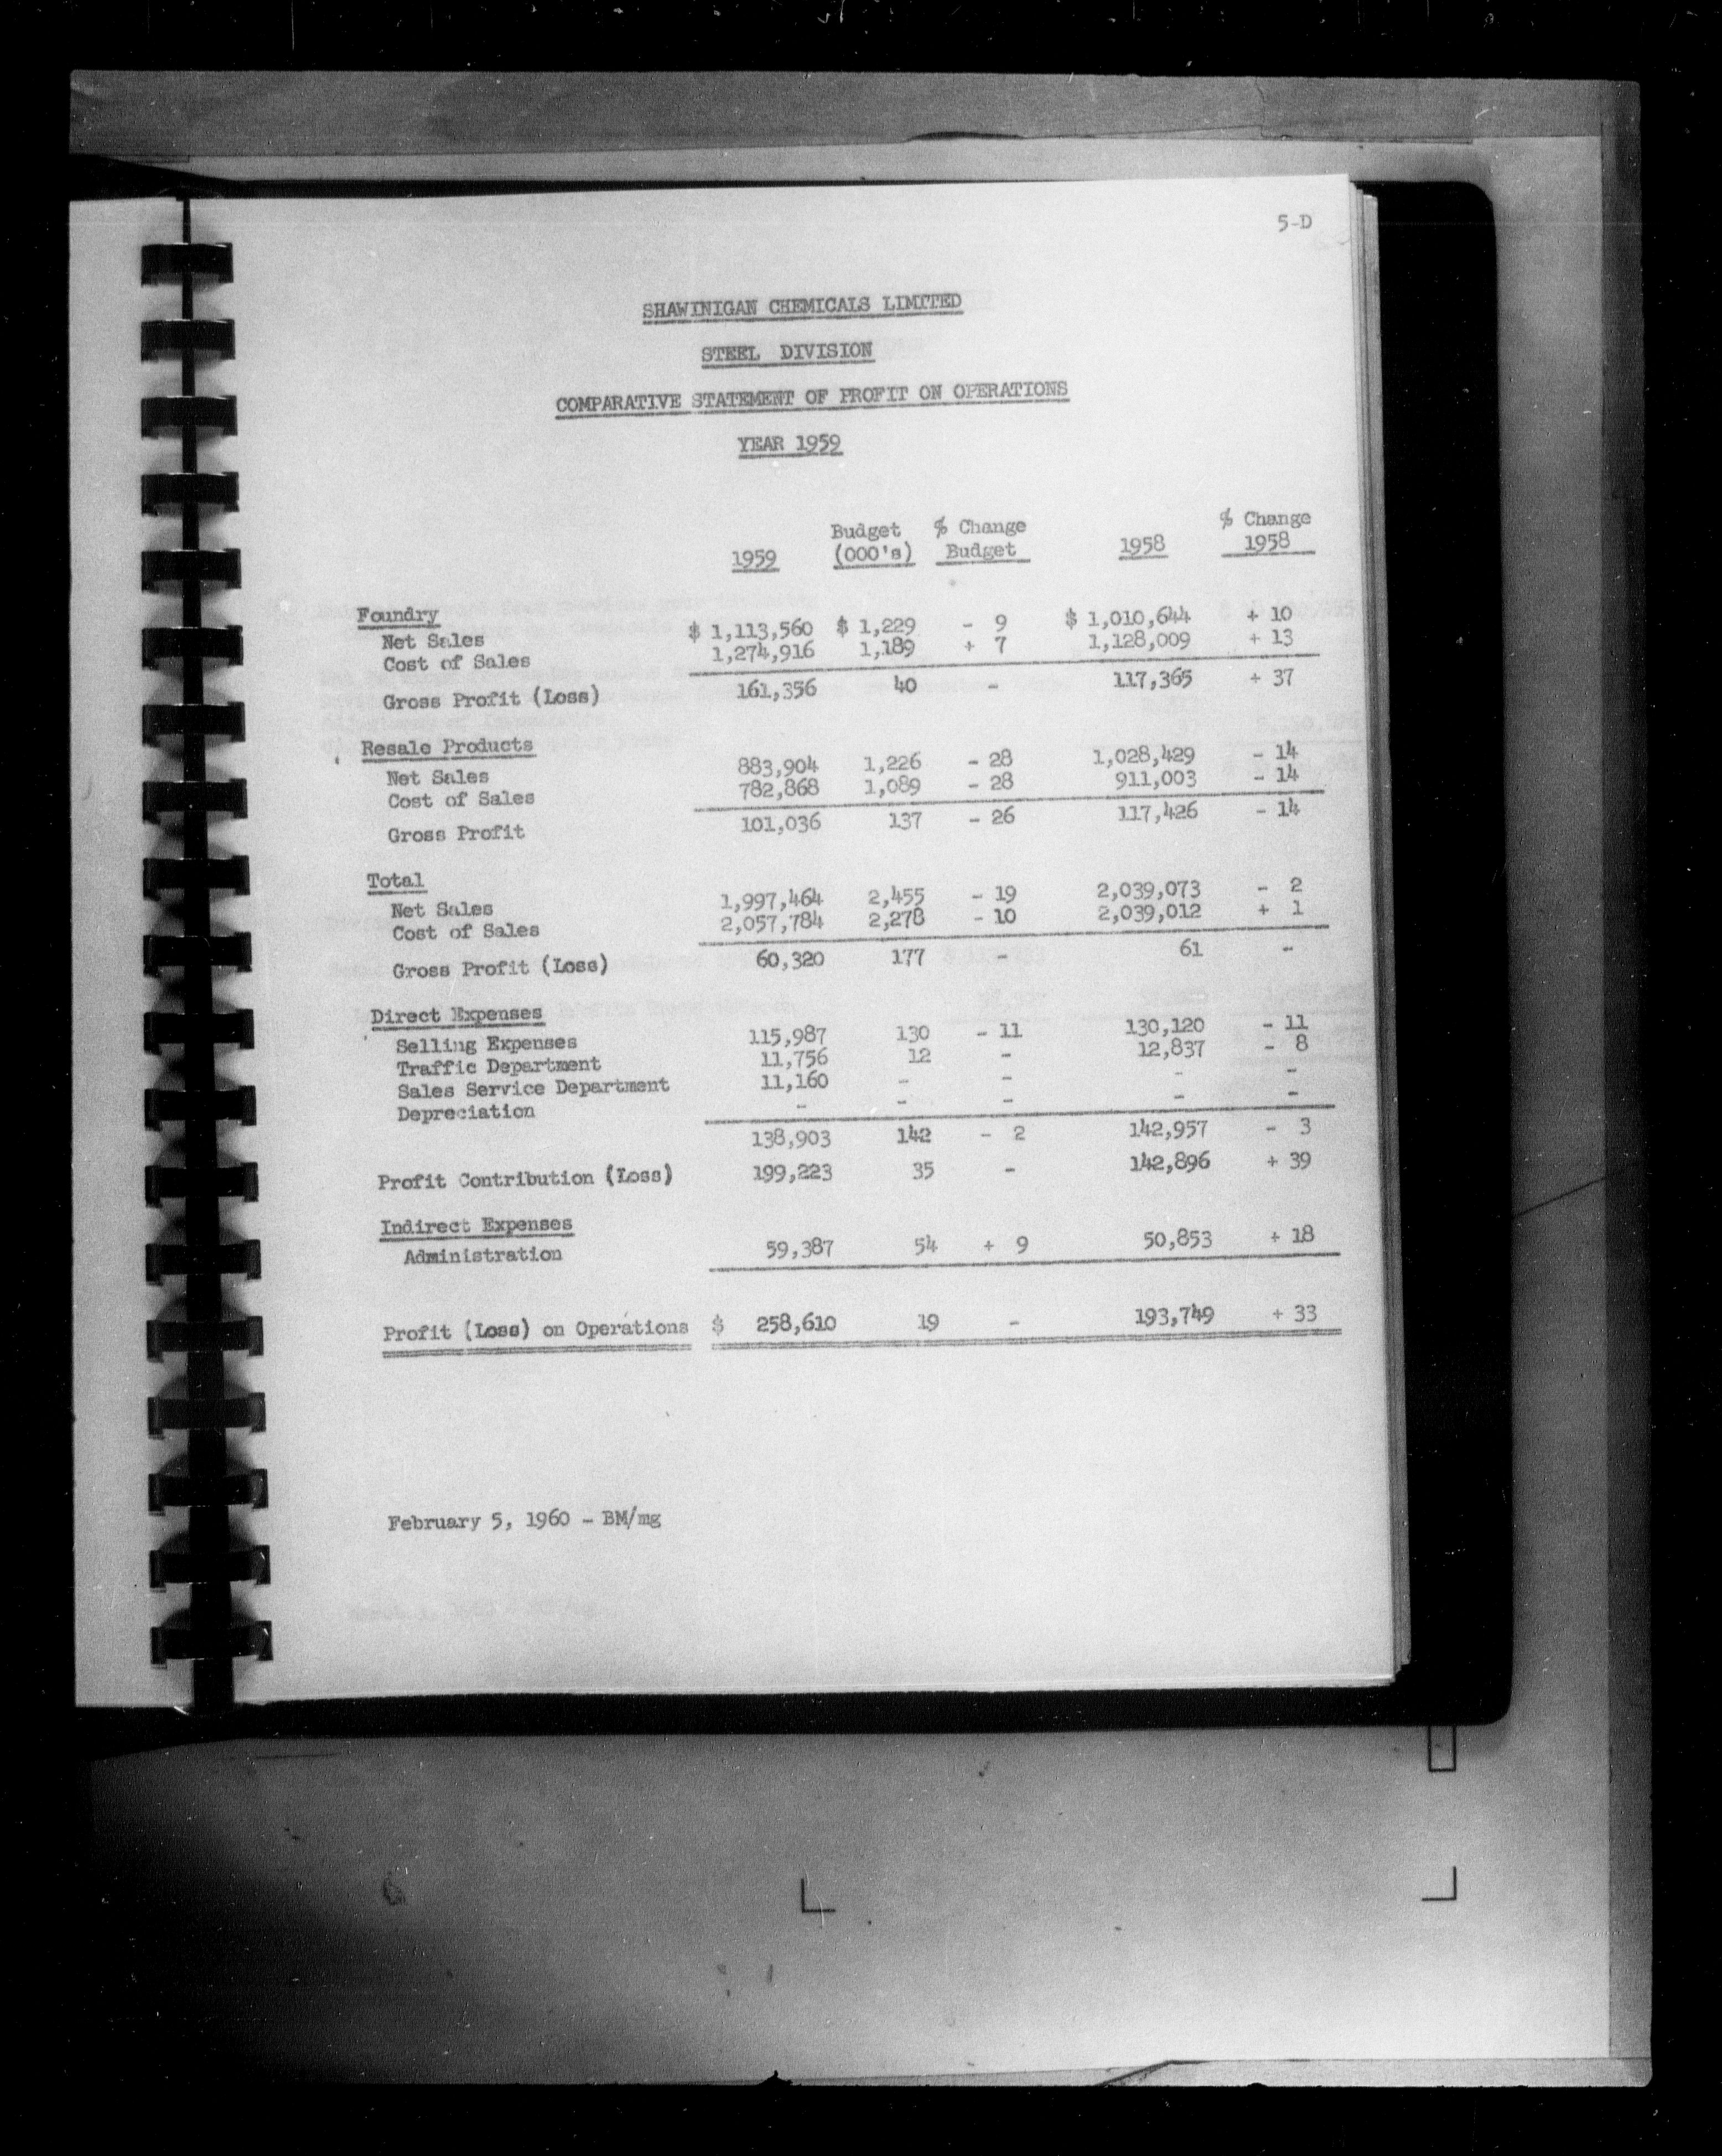 5-D
SHAWINIGAN CHEMICALS LIMITED
STEEL DIVISION
COMPARATIVE STATEMENT OF PROFIT ON OPERATIONS
YEAR 1959
Budget % Change % Change
1959 (000's) Budget 1958 1958
Foundry
Net Sales $ 1,113,560 $ 1,229 - 9 $ 1,010,644 + 10
Cost of Sales 1,274,916 1,189 + 7 1,128,009 + 13
Gross Profit (Loss) 161,356 40 - 117,365 + 37
Resale Products
Net Sales 883,904 1,226 - 28 1,028,429 - 14
Cost of Sales 782,868 1,089 - 28 911,003 - 14
Gross Profit 101,036 137 - 26 117,426 - 14
Total
Net Sales 1,997,464 2,455 - 19 2,039,073 - 2
Cost of Sales 2,057,784 2,278 - 10 2,039,012 + 1
Gross Profit (Loss) 60,320 177 - 61 -
Direct Expenses
Selling Expenses 115,987 130 - 11 130,120 - 11
Traffic Department 11,756 12 - 12,837 - 8
Sales Service Department 11,160 - - - -
Depreciation - - - - -
138,903 142 - 2 142,957 - 3
Profit Contribution (Loss) 199,223 35 - 142,896 + 39
Indirect Expenses
Administration 59,387 54 + 9 50,853 + 18
Profit (Loss) on Operations $ 258,610 19 - 193,749 + 33
February 5, 1960 - BM/mg